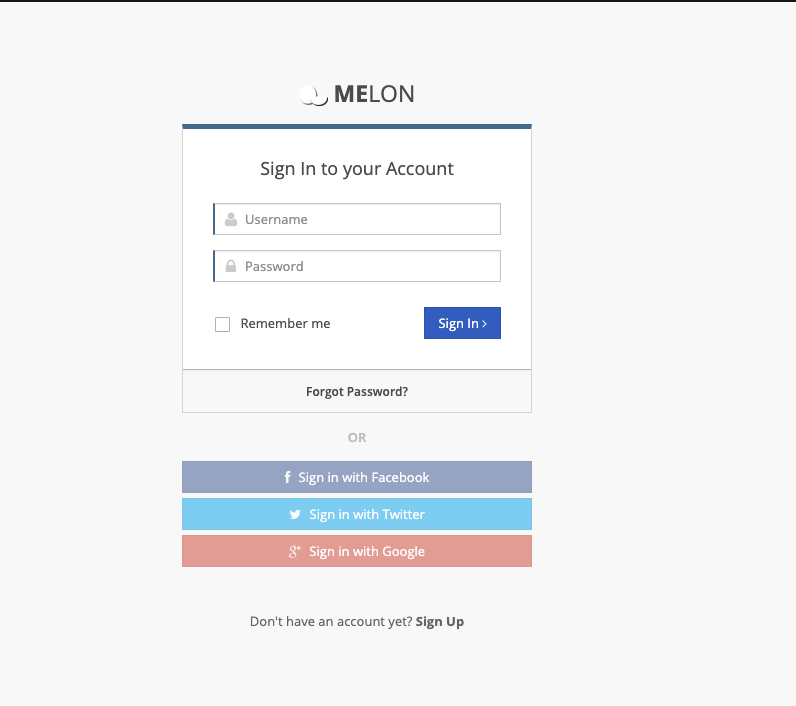 MELON
Sign In to your Account
Username
Password
Remember me
Sign In >
Forgot Password?
OR
Sign in with Facebook
Sign in with Twitter
Sign in with Google
Don't have an account yet? Sign Up